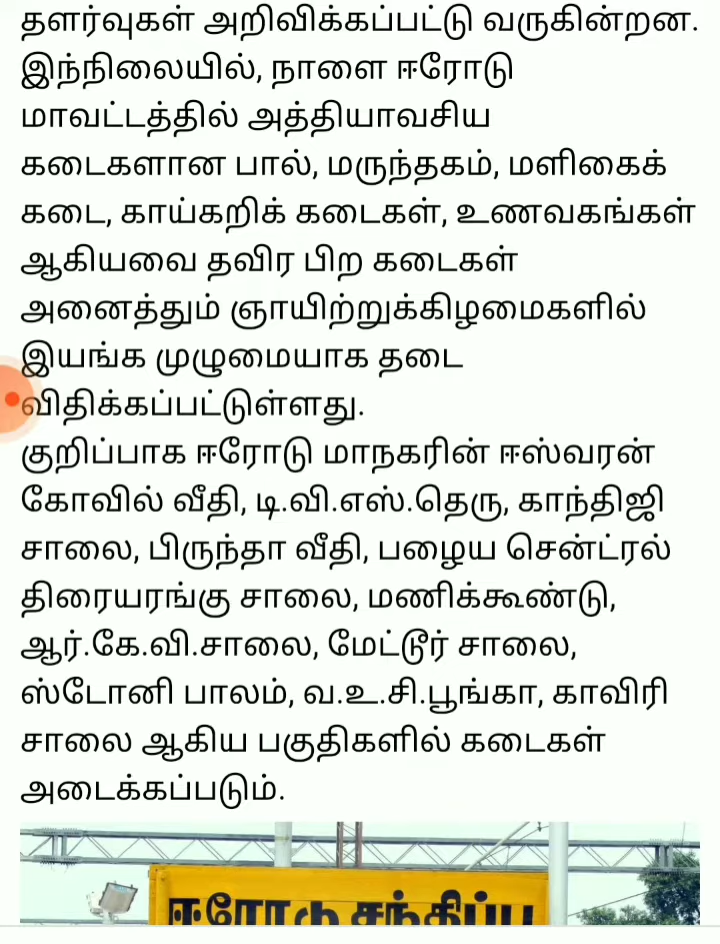 தளர்வுகள் அறிவிக்கப்பட்டு வருகின்றன.
இந்நிலையில், நாளை ஈரோடு
மாவட்டத்தில் அத்தியாவசிய
கடைகளான பால், மருந்தகம், மளிகைக்
கடை, காய்கறிக் கடைகள், உணவகங்கள்
ஆகியவை தவிர பிற கடைகள்
அனைத்தும் ஞாயிற்றுக்கிழமைகளில்
இயங்க முழுமையாக தடை
விதிக்கப்பட்டுள்ளது.
குறிப்பாக ஈரோடு மாநகரின் ஈஸ்வரன்
கோவில் வீதி, டி.வி.எஸ்.தெரு, காந்திஜி
சாலை, பிருந்தா வீதி, பழைய சென்ட்ரல்
திரையரங்கு சாலை, மணிக்கூண்டு,
ஆர்.கே.வி.சாலை, மேட்டூர் சாலை,
ஸ்டோனி பாலம், வ.உ.சி.பூங்கா, காவிரி
சாலை ஆகிய பகுதிகளில் கடைகள்
அடைக்கப்படும்.
ஈரோடு சந்திப்பு